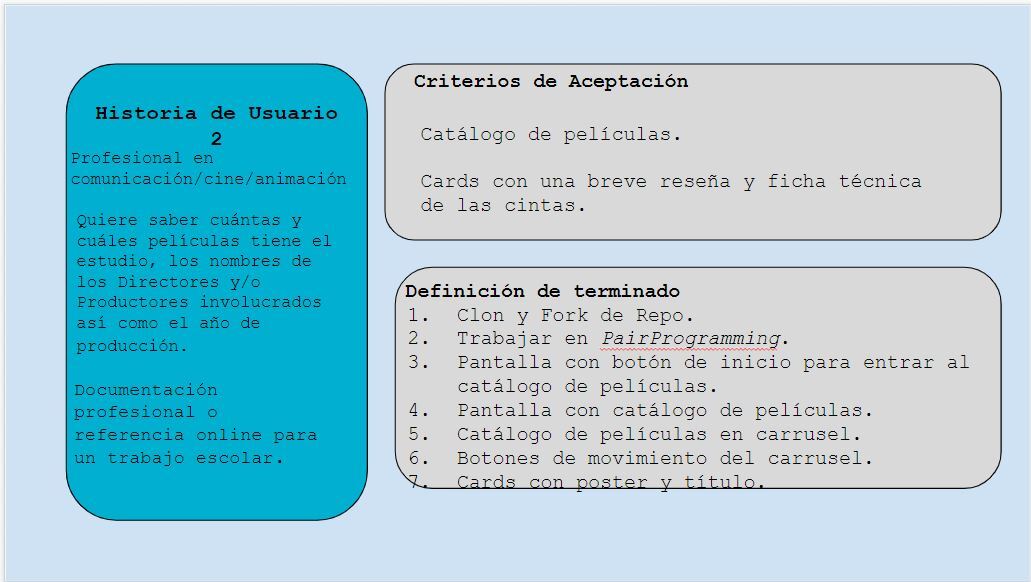 Historia de Usuario
2
Profesional en
comunicación/cine/animación
Quiere saber cuántas y
cuáles películas tiene el
estudio, los nombres de
los Directores y/o
Productores involucrados
así como el año de
producción.
Documentación
profesional o
referencia online para
un trabajo escolar.
Criterios de Aceptación
Catálogo de películas.
Cards con una breve reseña y ficha técnica
de las cintas.
Definición de terminado
1. Clon y Fork de Repo.
2. Trabajar en PairProgramming.
3. Pantalla con botón de inicio para entrar al
catálogo de películas.
4. Pantalla con catálogo de películas.
5. Catálogo de películas en carrusel.
6. Botones de movimiento del carrusel.
7. Cards con poster y título.